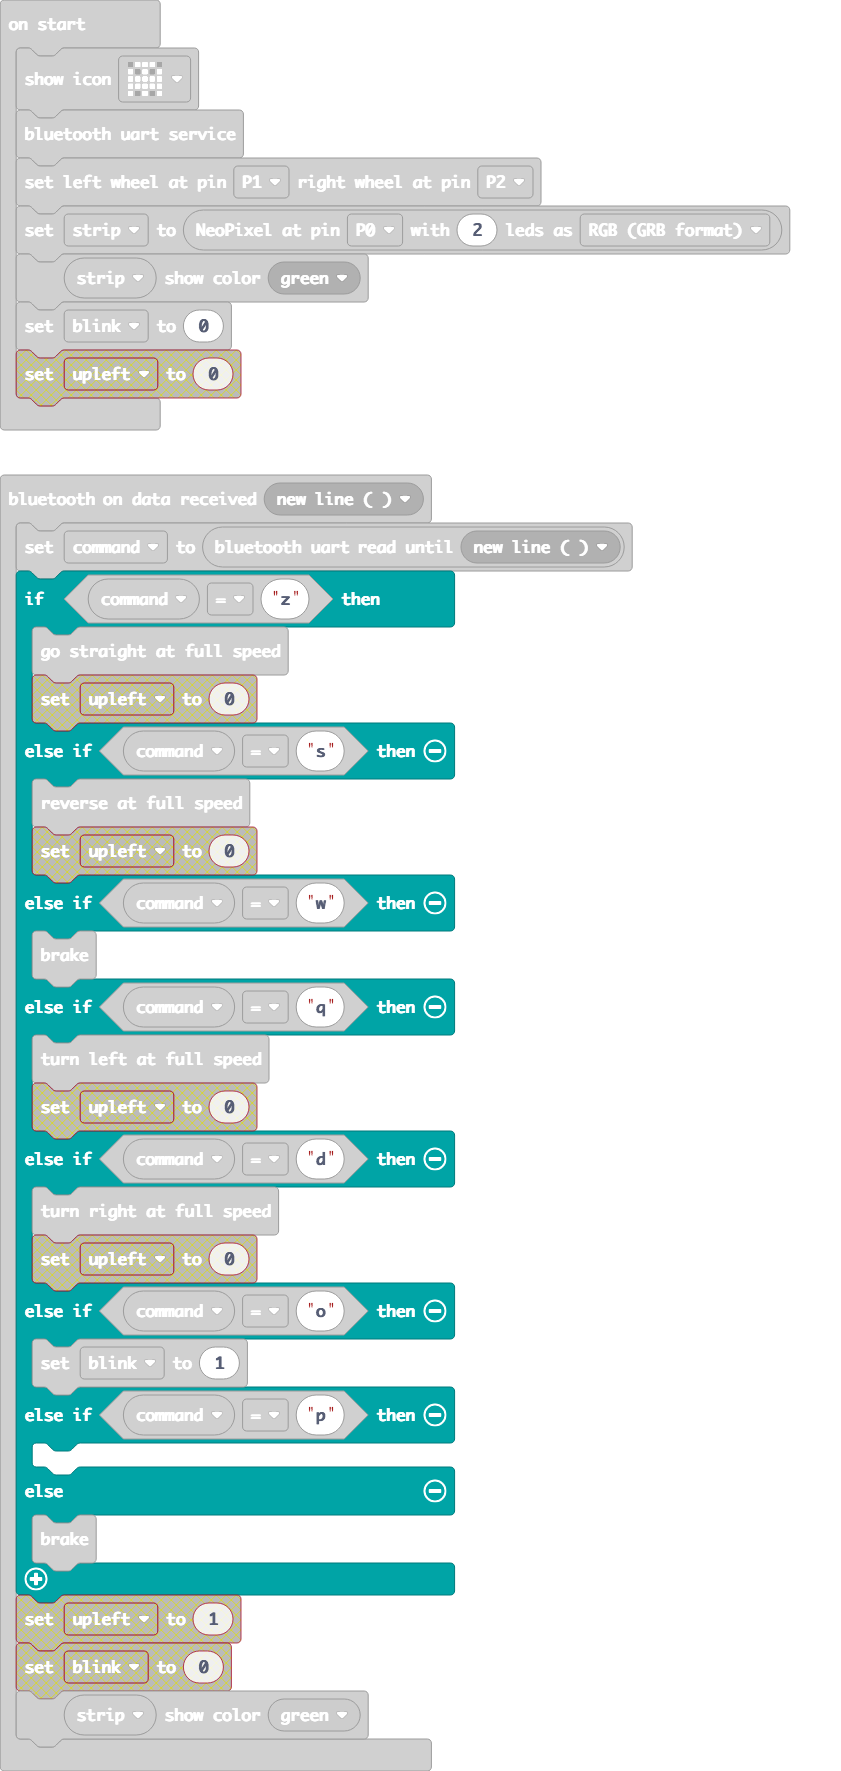 on start
show icon
bluetooth uart service
set left wheel at pin P1 right wheel at pin P2
set strip to NeoPixel at pin P0 with 2 leds as RGB (GRB format)
strip show color green
set blink to 0
set upleft to 0
bluetooth on data received new line ( )
set command to bluetooth uart read until new line ( )
if command = "z" then
go straight at full speed
set upleft to 0
else if command = "s" then
reverse at full speed
set upleft to 0
else if command = "w" then
brake
else if command = "q" then
turn left at full speed
set upleft to 0
else if command = "d" then
turn right at full speed
set upleft to 0
else if command = "o" then
set blink to 1
else if command = "p" then
else
brake
set upleft to 1
set blink to 0
strip show color green